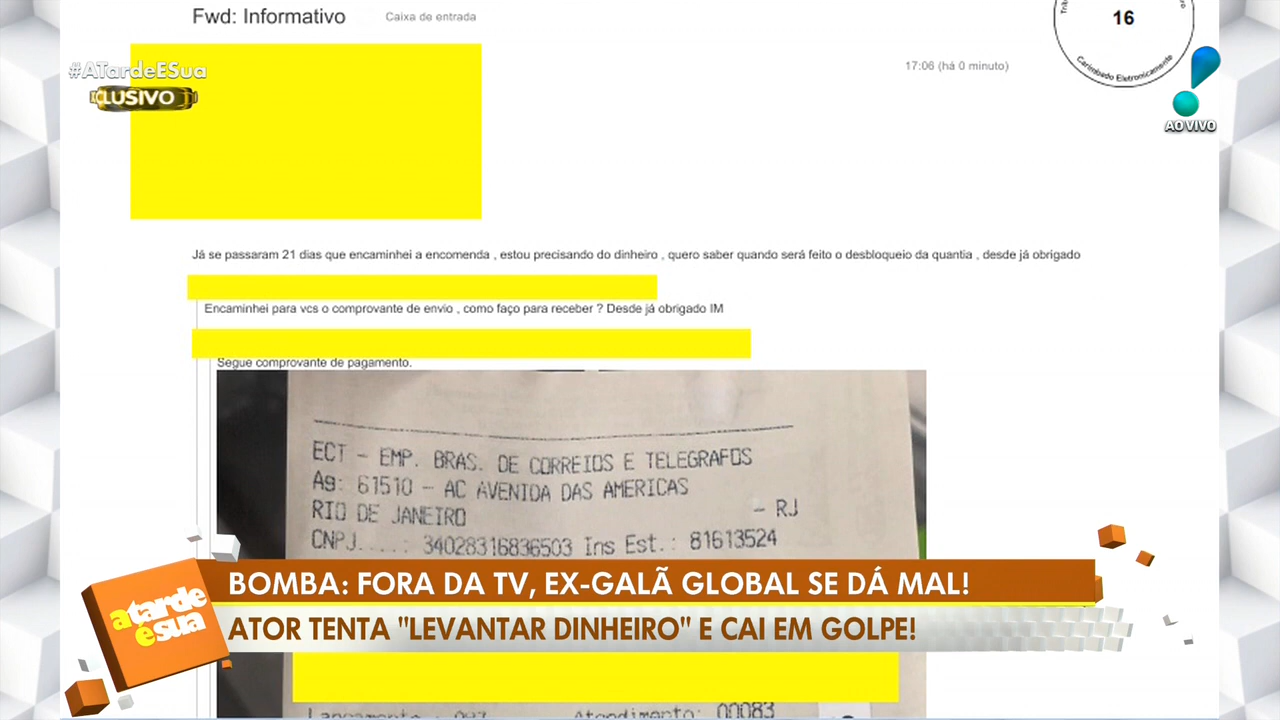 Fwd: Informativo
Caixa de entrada
16
Carimbado Eletronicamente
17:06 (há 0 minuto)
#ATardeESua
CLUSIVO
AO VIVO
Já se passaram 21 dias que encaminhei a encomenda , estou precisando do dinheiro , quero saber quando será feito o desbloqueio da quantia , desde já obrigado
Encaminhei para vcs o comprovante de envio , como faço para receber ? Desde já obrigado IM
Segue comprovante de pagamento.
ECT - EMP. BRAS. DE CORREIOS E TELEGRAFOS
Ag: 61510 - AC AVENIDA DAS AMERICAS
RIO DE JANEIRO - RJ
CNPJ....: 34028316836503 Ins Est.: 81613524
BOMBA: FORA DA TV, EX-GALÃ GLOBAL SE DÁ MAL!
ATOR TENTA "LEVANTAR DINHEIRO" E CAI EM GOLPE!
a tarde
é sua
Atendimento: 00083